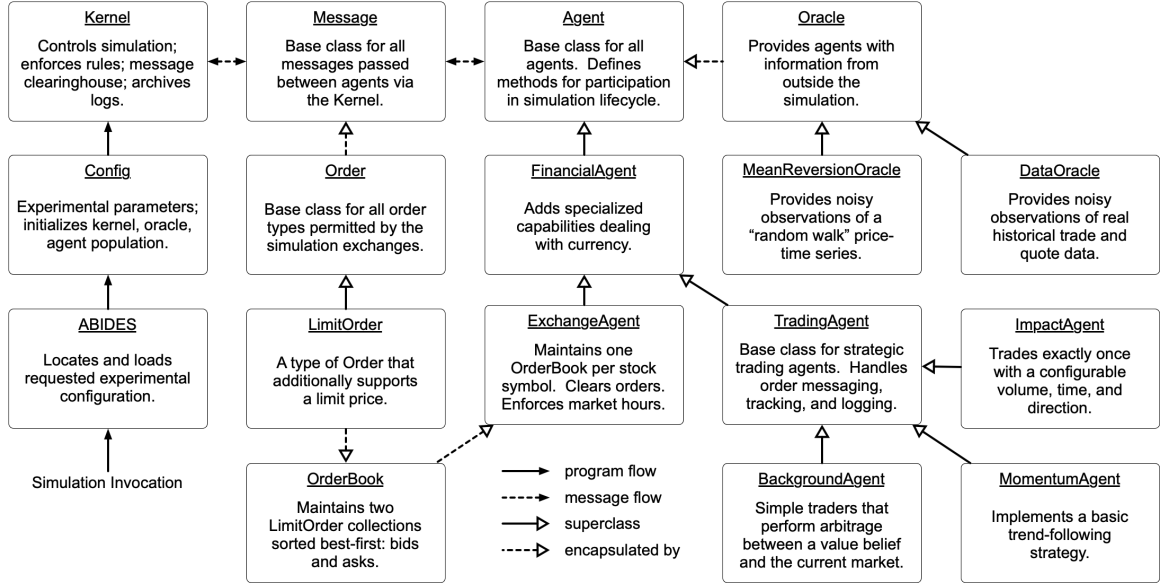 Kernel
Controls simulation;
enforces rules; message
clearinghouse; archives
logs.
Message
Base class for all
messages passed
between agents via
the Kernel.
Agent
Base class for all
agents. Defines
methods for participation
in simulation lifecycle.
Oracle
Provides agents with
information from
outside the
simulation.
Config
Experimental parameters;
initializes kernel, oracle,
agent population.
Order
Base class for all order
types permitted by the
simulation exchanges.
FinancialAgent
Adds specialized
capabilities dealing
with currency.
MeanReversionOracle
Provides noisy
observations of a
“random walk” price-
time series.
DataOracle
Provides noisy
observations of real
historical trade and
quote data.
ABIDES
Locates and loads
requested experimental
configuration.
LimitOrder
A type of Order that
additionally supports
a limit price.
ExchangeAgent
Maintains one
OrderBook per stock
symbol. Clears orders.
Enforces market hours.
TradingAgent
Base class for strategic
trading agents. Handles
order messaging,
tracking, and logging.
ImpactAgent
Trades exactly once
with a configurable
volume, time, and
direction.
Simulation Invocation
OrderBook
Maintains two
LimitOrder collections
sorted best-first: bids
and asks.
program flow
message flow
superclass
encapsulated by
BackgroundAgent
Simple traders that
perform arbitrage
between a value belief
and the current market.
MomentumAgent
Implements a basic
trend-following
strategy.